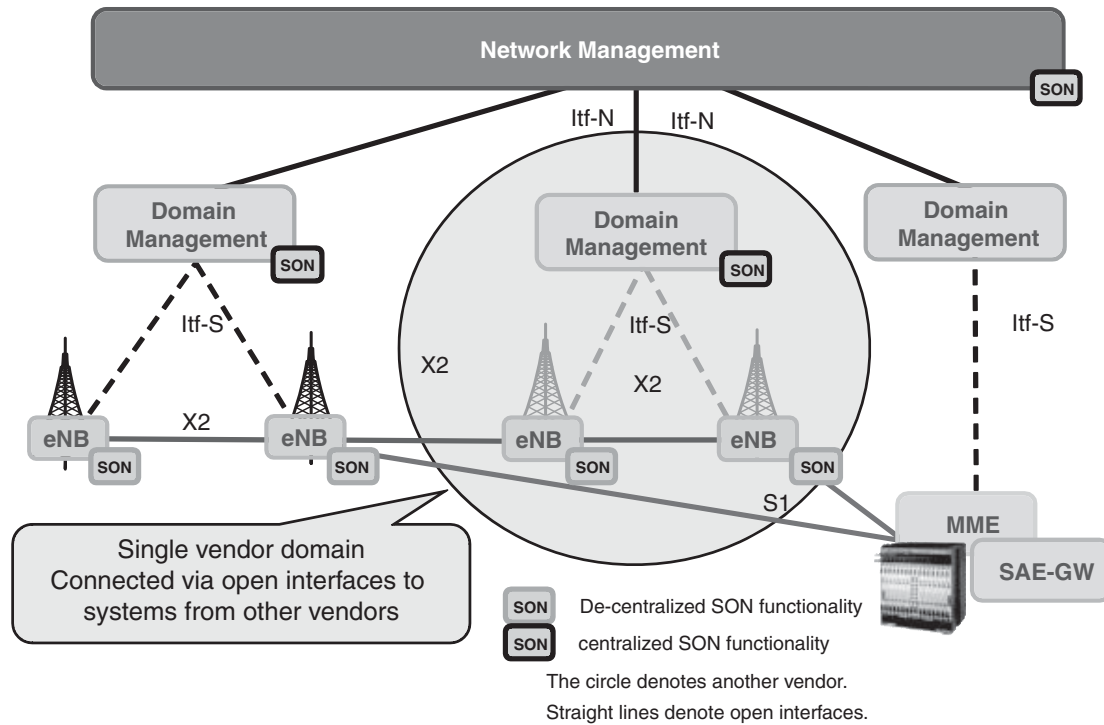 Network Management
SON
Itf-N
Itf-N
Domain
Management
SON
Domain
Management
SON
Domain
Management
Itf-S
Itf-S
Itf-S
X2
X2
X2
eNB
SON
eNB
SON
eNB
SON
eNB
SON
S1
MME
SAE-GW
Single vendor domain
Connected via open interfaces to
systems from other vendors
SON De-centralized SON functionality
SON centralized SON functionality
The circle denotes another vendor.
Straight lines denote open interfaces.